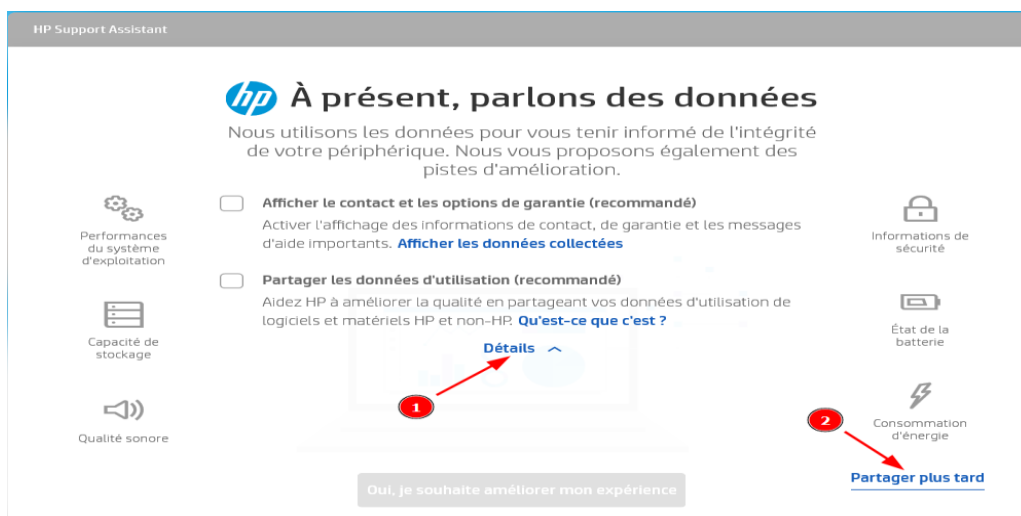 HP Support Assistant
hp À présent, parlons des données
Nous utilisons les données pour vous tenir informé de l'intégrité
de votre périphérique. Nous vous proposons également des
pistes d'amélioration.
Performances
du système
d'exploitation
Capacité de
stockage
Qualité sonore
Afficher le contact et les options de garantie (recommandé)
Activer l'affichage des informations de contact, de garantie et les messages
d'aide importants. Afficher les données collectées
Partager les données d'utilisation (recommandé)
Aidez HP à améliorer la qualité en partageant vos données d'utilisation de
logiciels et matériels HP et non-HP. Qu'est-ce que c'est ?
Détails
1
Informations de
sécurité
État de la
batterie
Consommation
d'énergie
2
Partager plus tard
Oui, je souhaite améliorer mon expérience